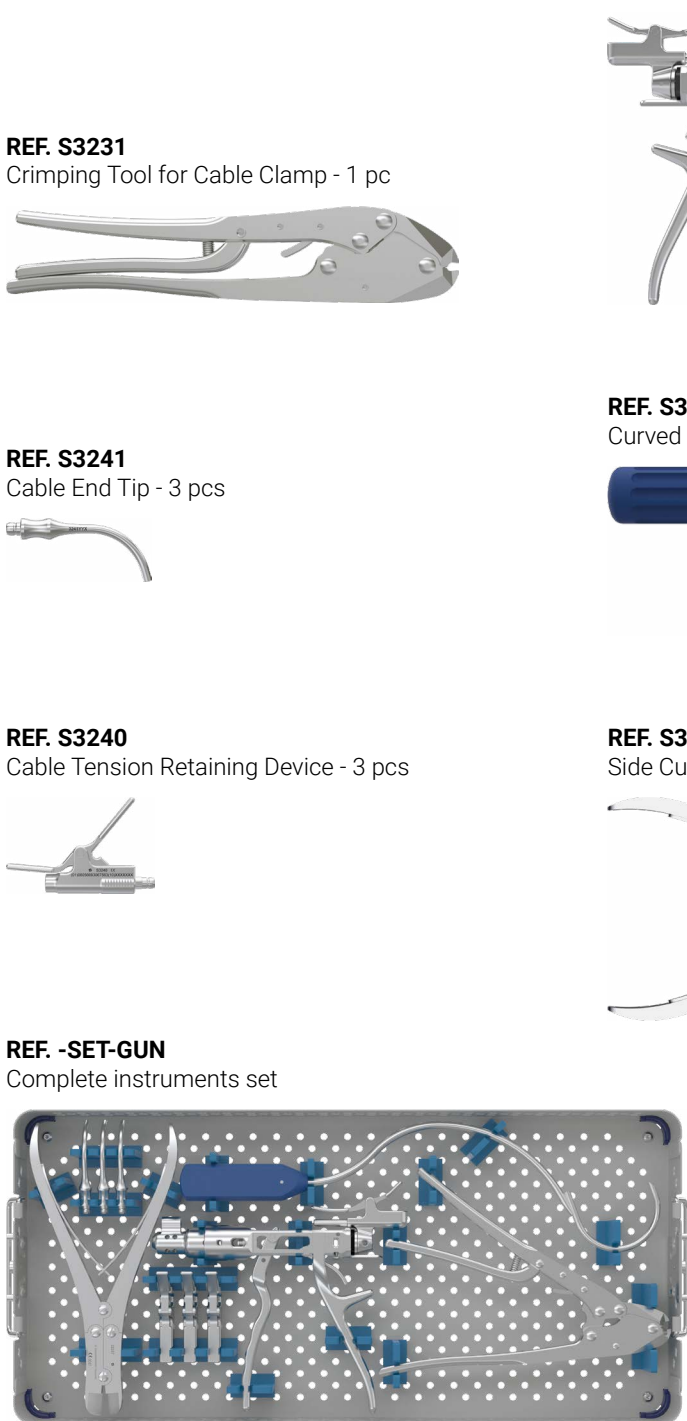 REF. S3231
Crimping Tool for Cable Clamp - 1 pc
REF. S3
Curved
REF. S3241
Cable End Tip - 3 pcs
REF. S3240
Cable Tension Retaining Device - 3 pcs
REF. S3
Side Cu
REF. -SET-GUN
Complete instruments set